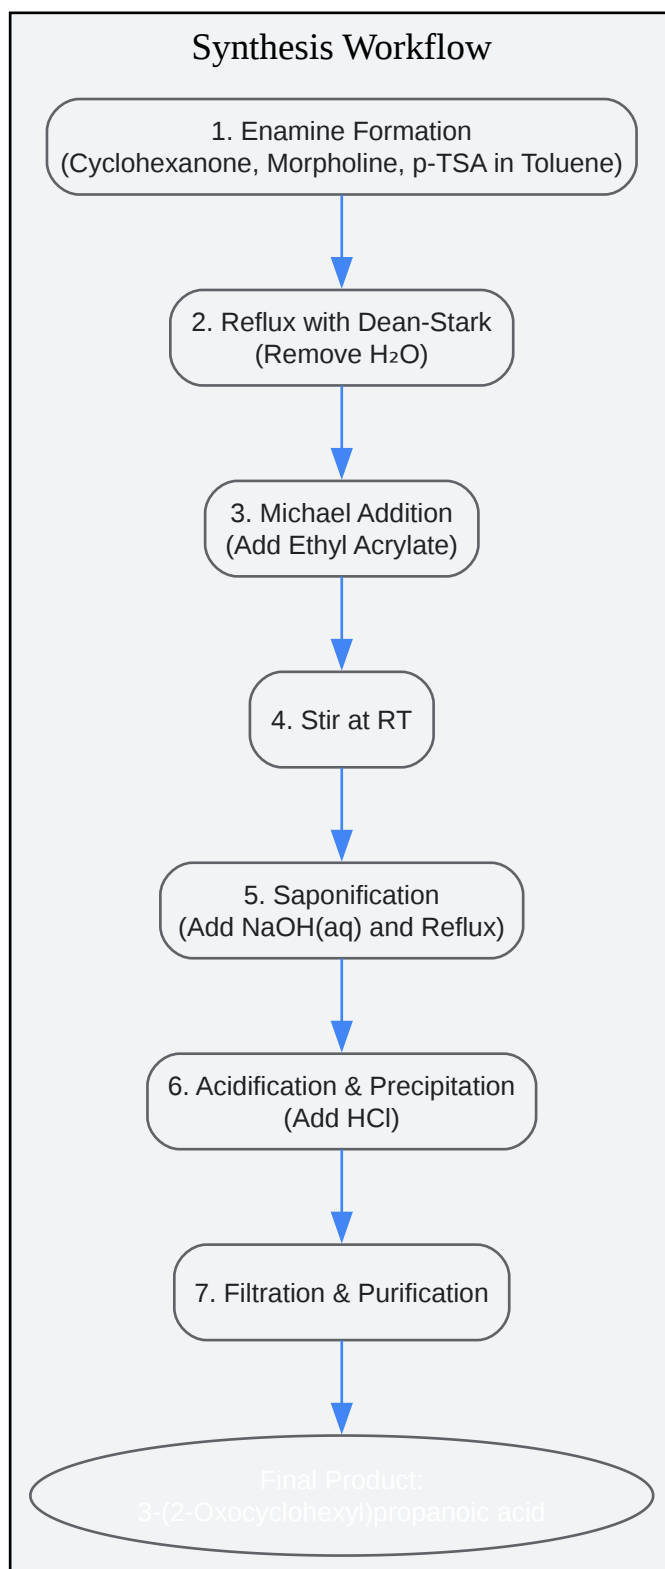 Synthesis Workflow
1. Enamine Formation
(Cyclohexanone, Morpholine, p-TSA in Toluene)
2. Reflux with Dean-Stark
(Remove H₂O)
3. Michael Addition
(Add Ethyl Acrylate)
4. Stir at RT
5. Saponification
(Add NaOH(aq) and Reflux)
6. Acidification & Precipitation
(Add HCl)
7. Filtration & Purification
Final Product:
3-(2-Oxocyclohexyl)propanoic acid